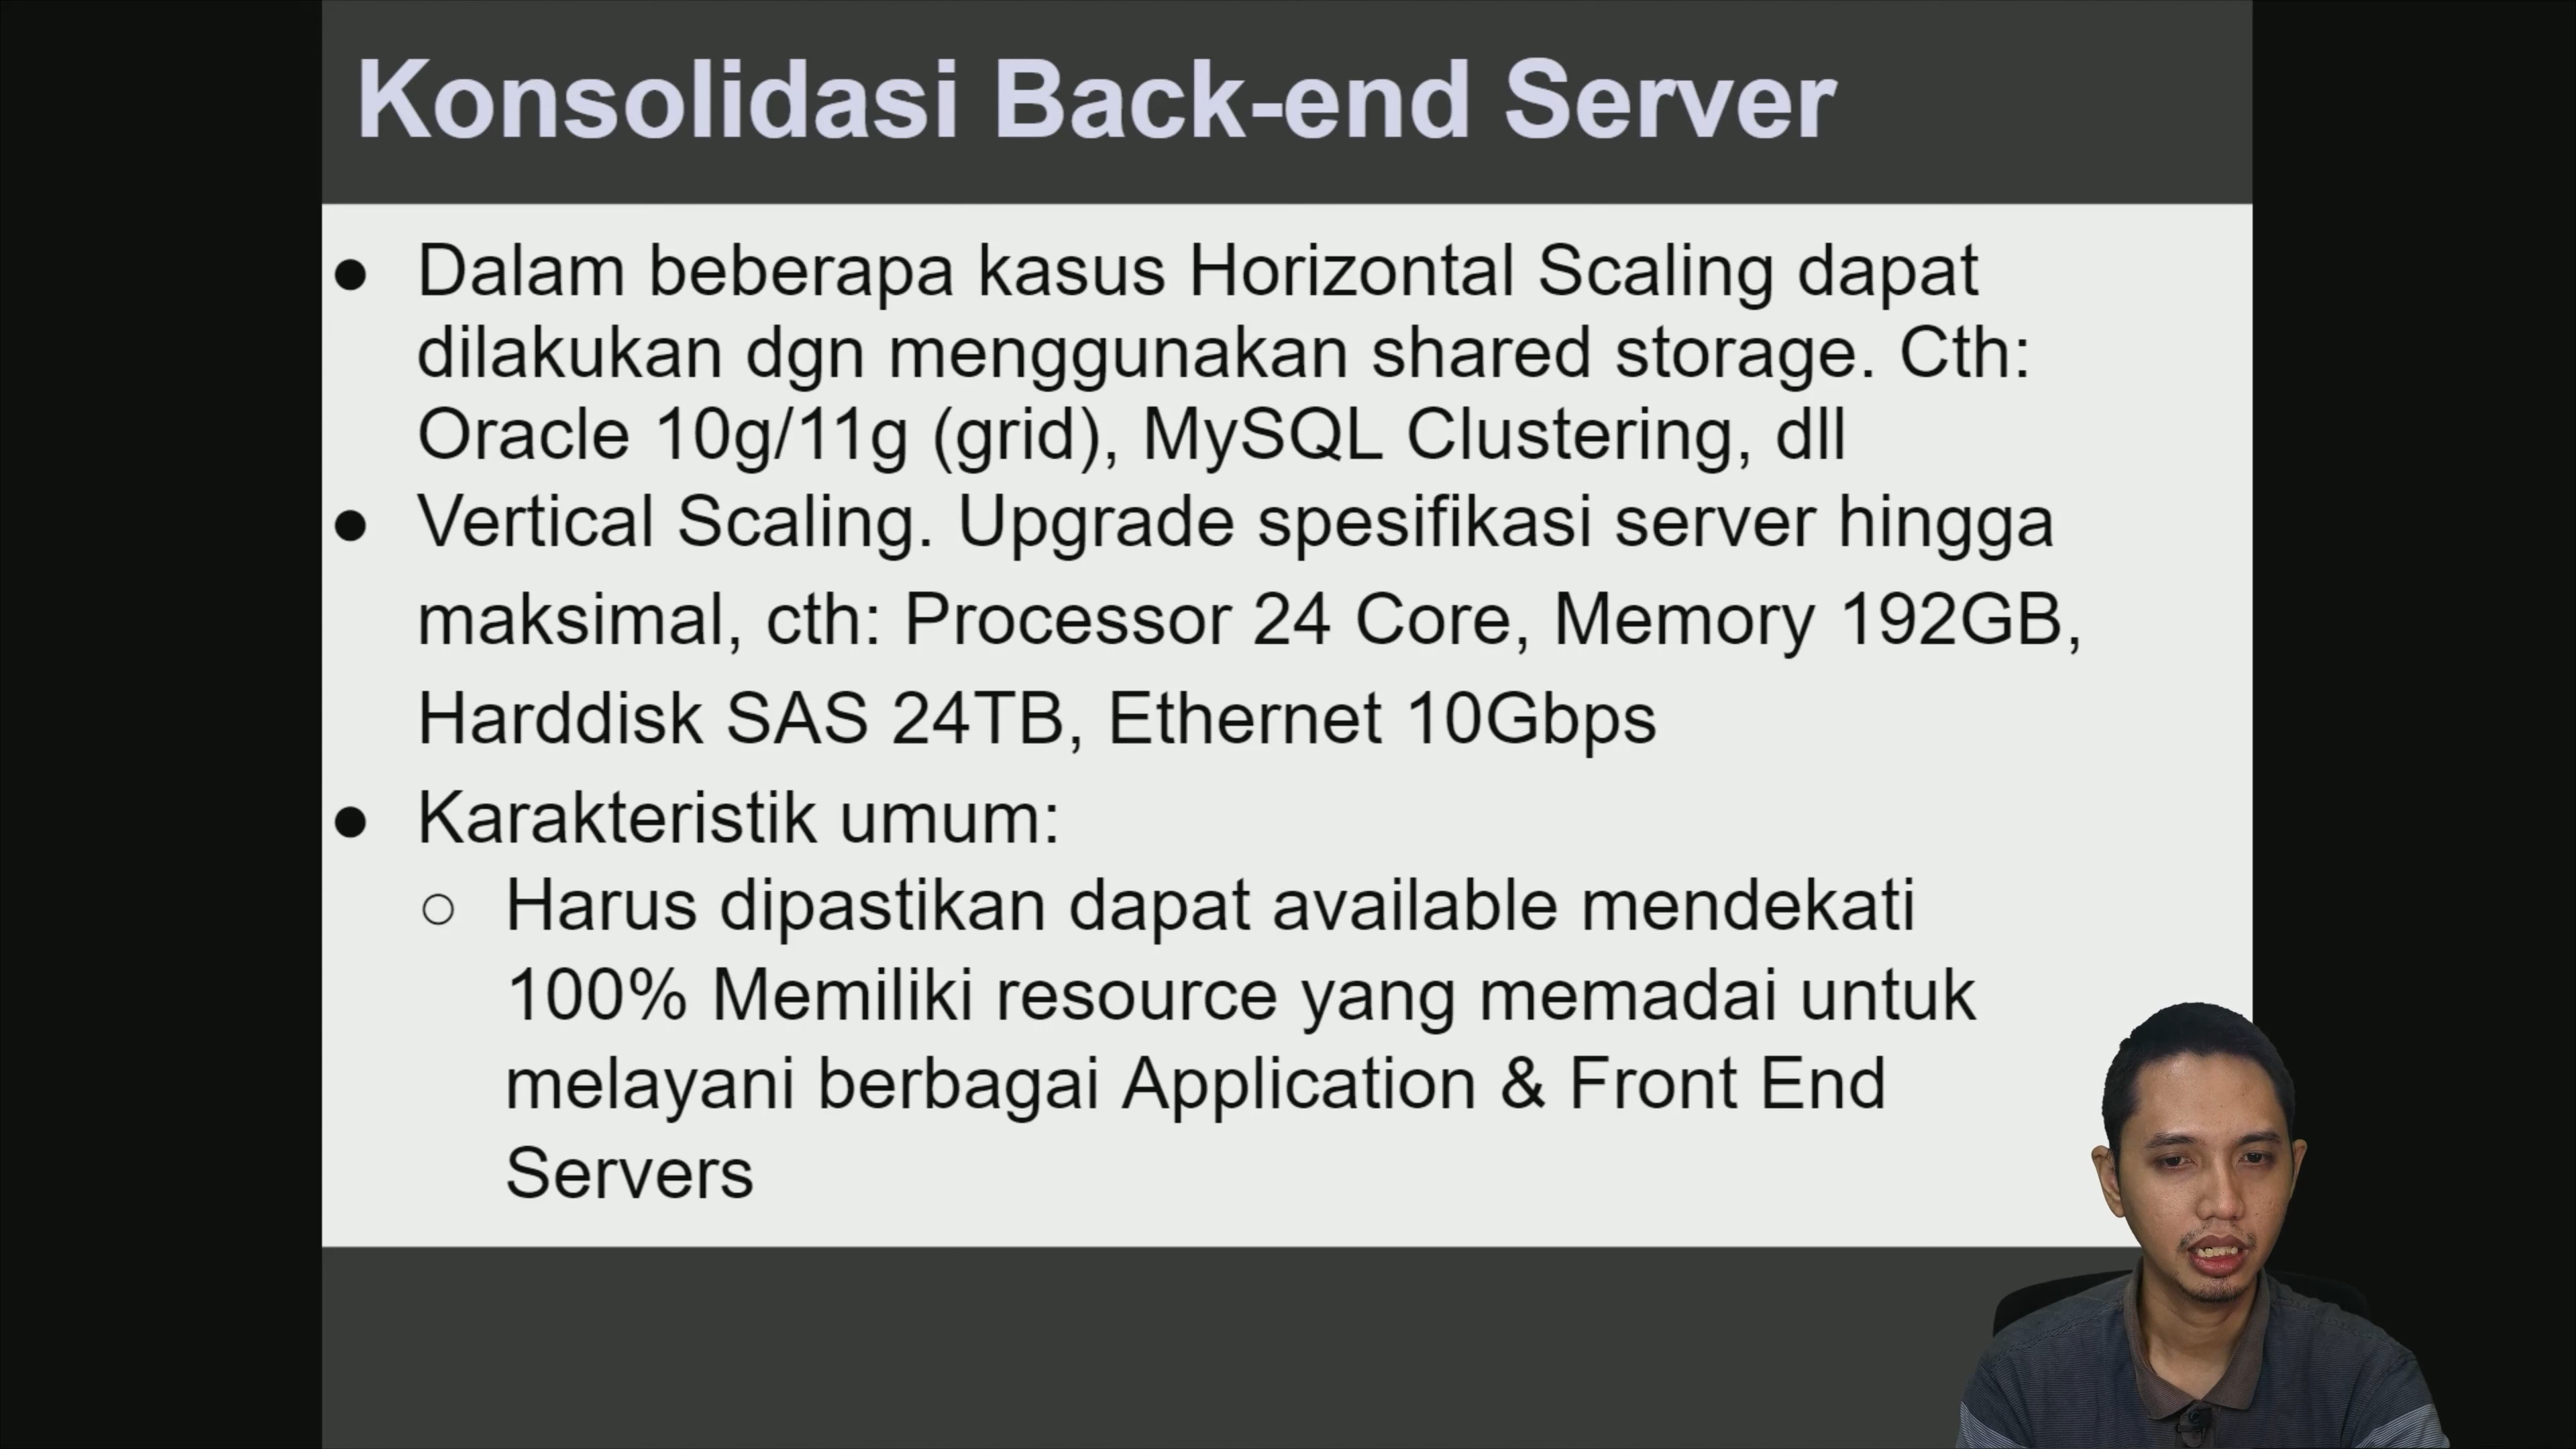 Konsolidasi Back-end Server
● Dalam beberapa kasus Horizontal Scaling dapat
dilakukan dgn menggunakan shared storage. Cth:
Oracle 10g/11g (grid), MySQL Clustering, dll
● Vertical Scaling. Upgrade spesifikasi server hingga
maksimal, cth: Processor 24 Core, Memory 192GB,
Harddisk SAS 24TB, Ethernet 10Gbps
● Karakteristik umum:
○ Harus dipastikan dapat available mendekati
100% Memiliki resource yang memadai untuk
melayani berbagai Application & Front End
Servers